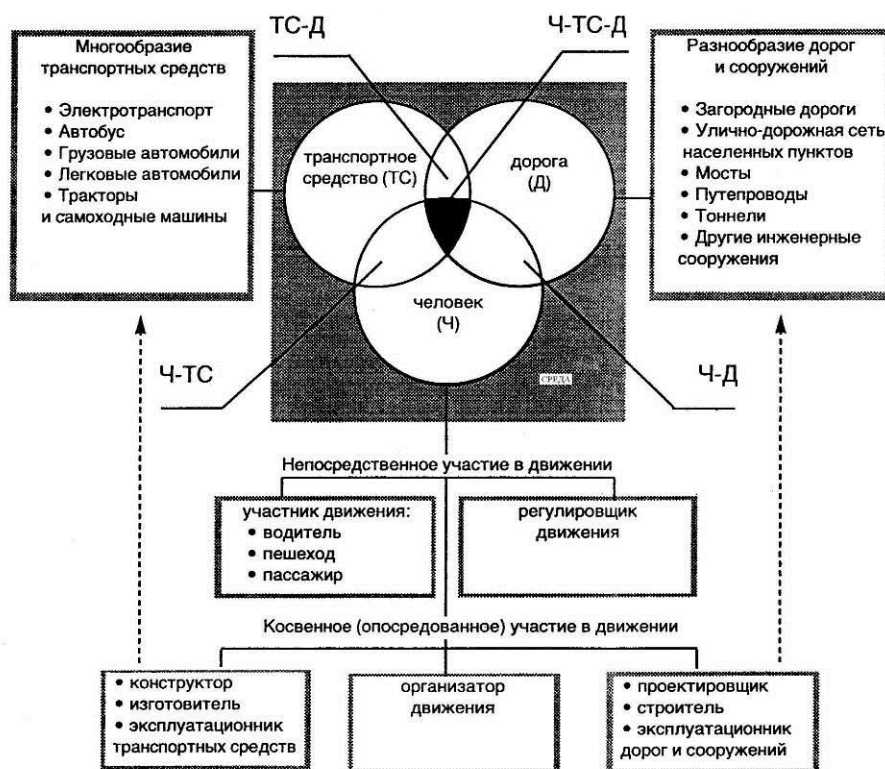 ТС-Д
Ч-ТС-Д
Многообразие
транспортных средств
• Электротранспорт
• Автобус
• Грузовые автомобили
• Легковые автомобили
• Тракторы
и самоходные машины
транспортное
средство (ТС)
дорога
(Д)
человек
(Ч)
СРЕДА
Разнообразие дорог
и сооружений
• Загородные дороги
• Улично-дорожная сеть
населенных пунктов
• Мосты
• Путепроводы
• Тоннели
• Другие инженерные
сооружения
Ч-ТС
Ч-Д
Непосредственное участие в движении
участник движения:
• водитель
• пешеход
• пассажир
регулировщик
движения
Косвенное (опосредованное) участие в движении
• конструктор
• изготовитель
• эксплуатационник
транспортных средств
организатор
движения
• проектировщик
• строитель
• эксплуатационник
дорог и сооружений